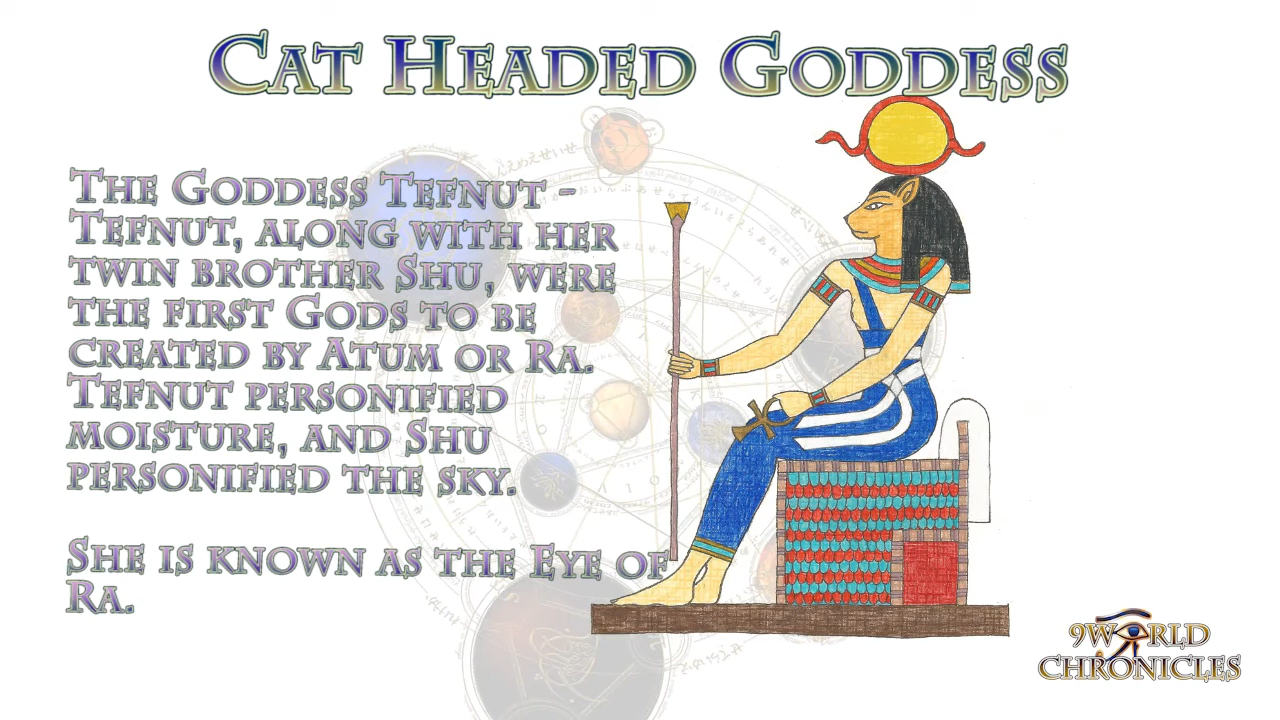 Cat Headed Goddess
The Goddess Tefnut -
Tefnut, along with her
twin brother Shu, were
the first Gods to be
created by Atum or Ra.
Tefnut personified
moisture, and Shu
personified the sky.
She is known as the Eye of
Ra.
9World
Chronicles